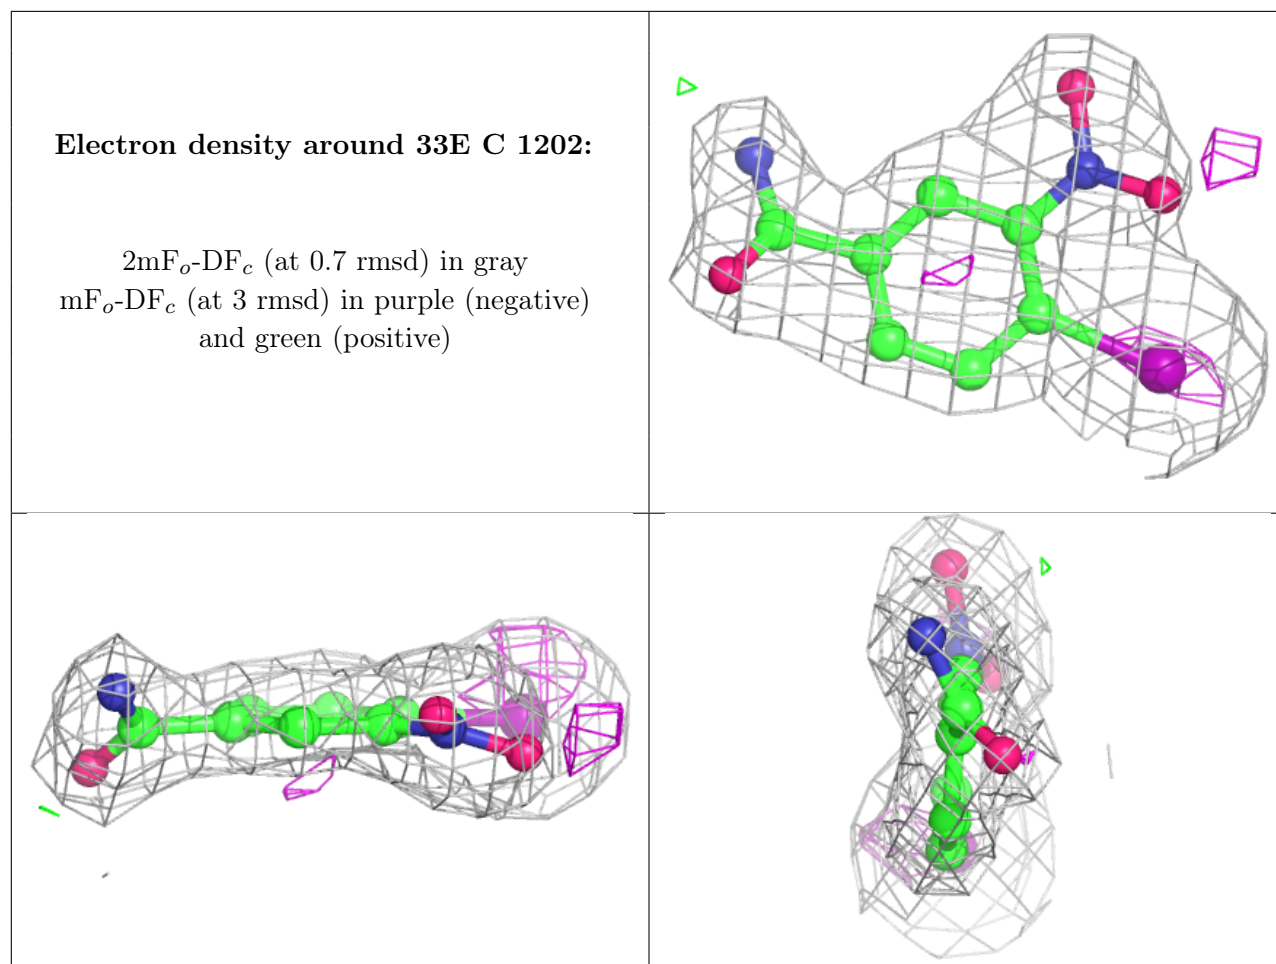 Electron density around 33E C 1202:
2mFo-DFc (at 0.7 rmsd) in gray
mFo-DFc (at 3 rmsd) in purple (negative)
and green (positive)